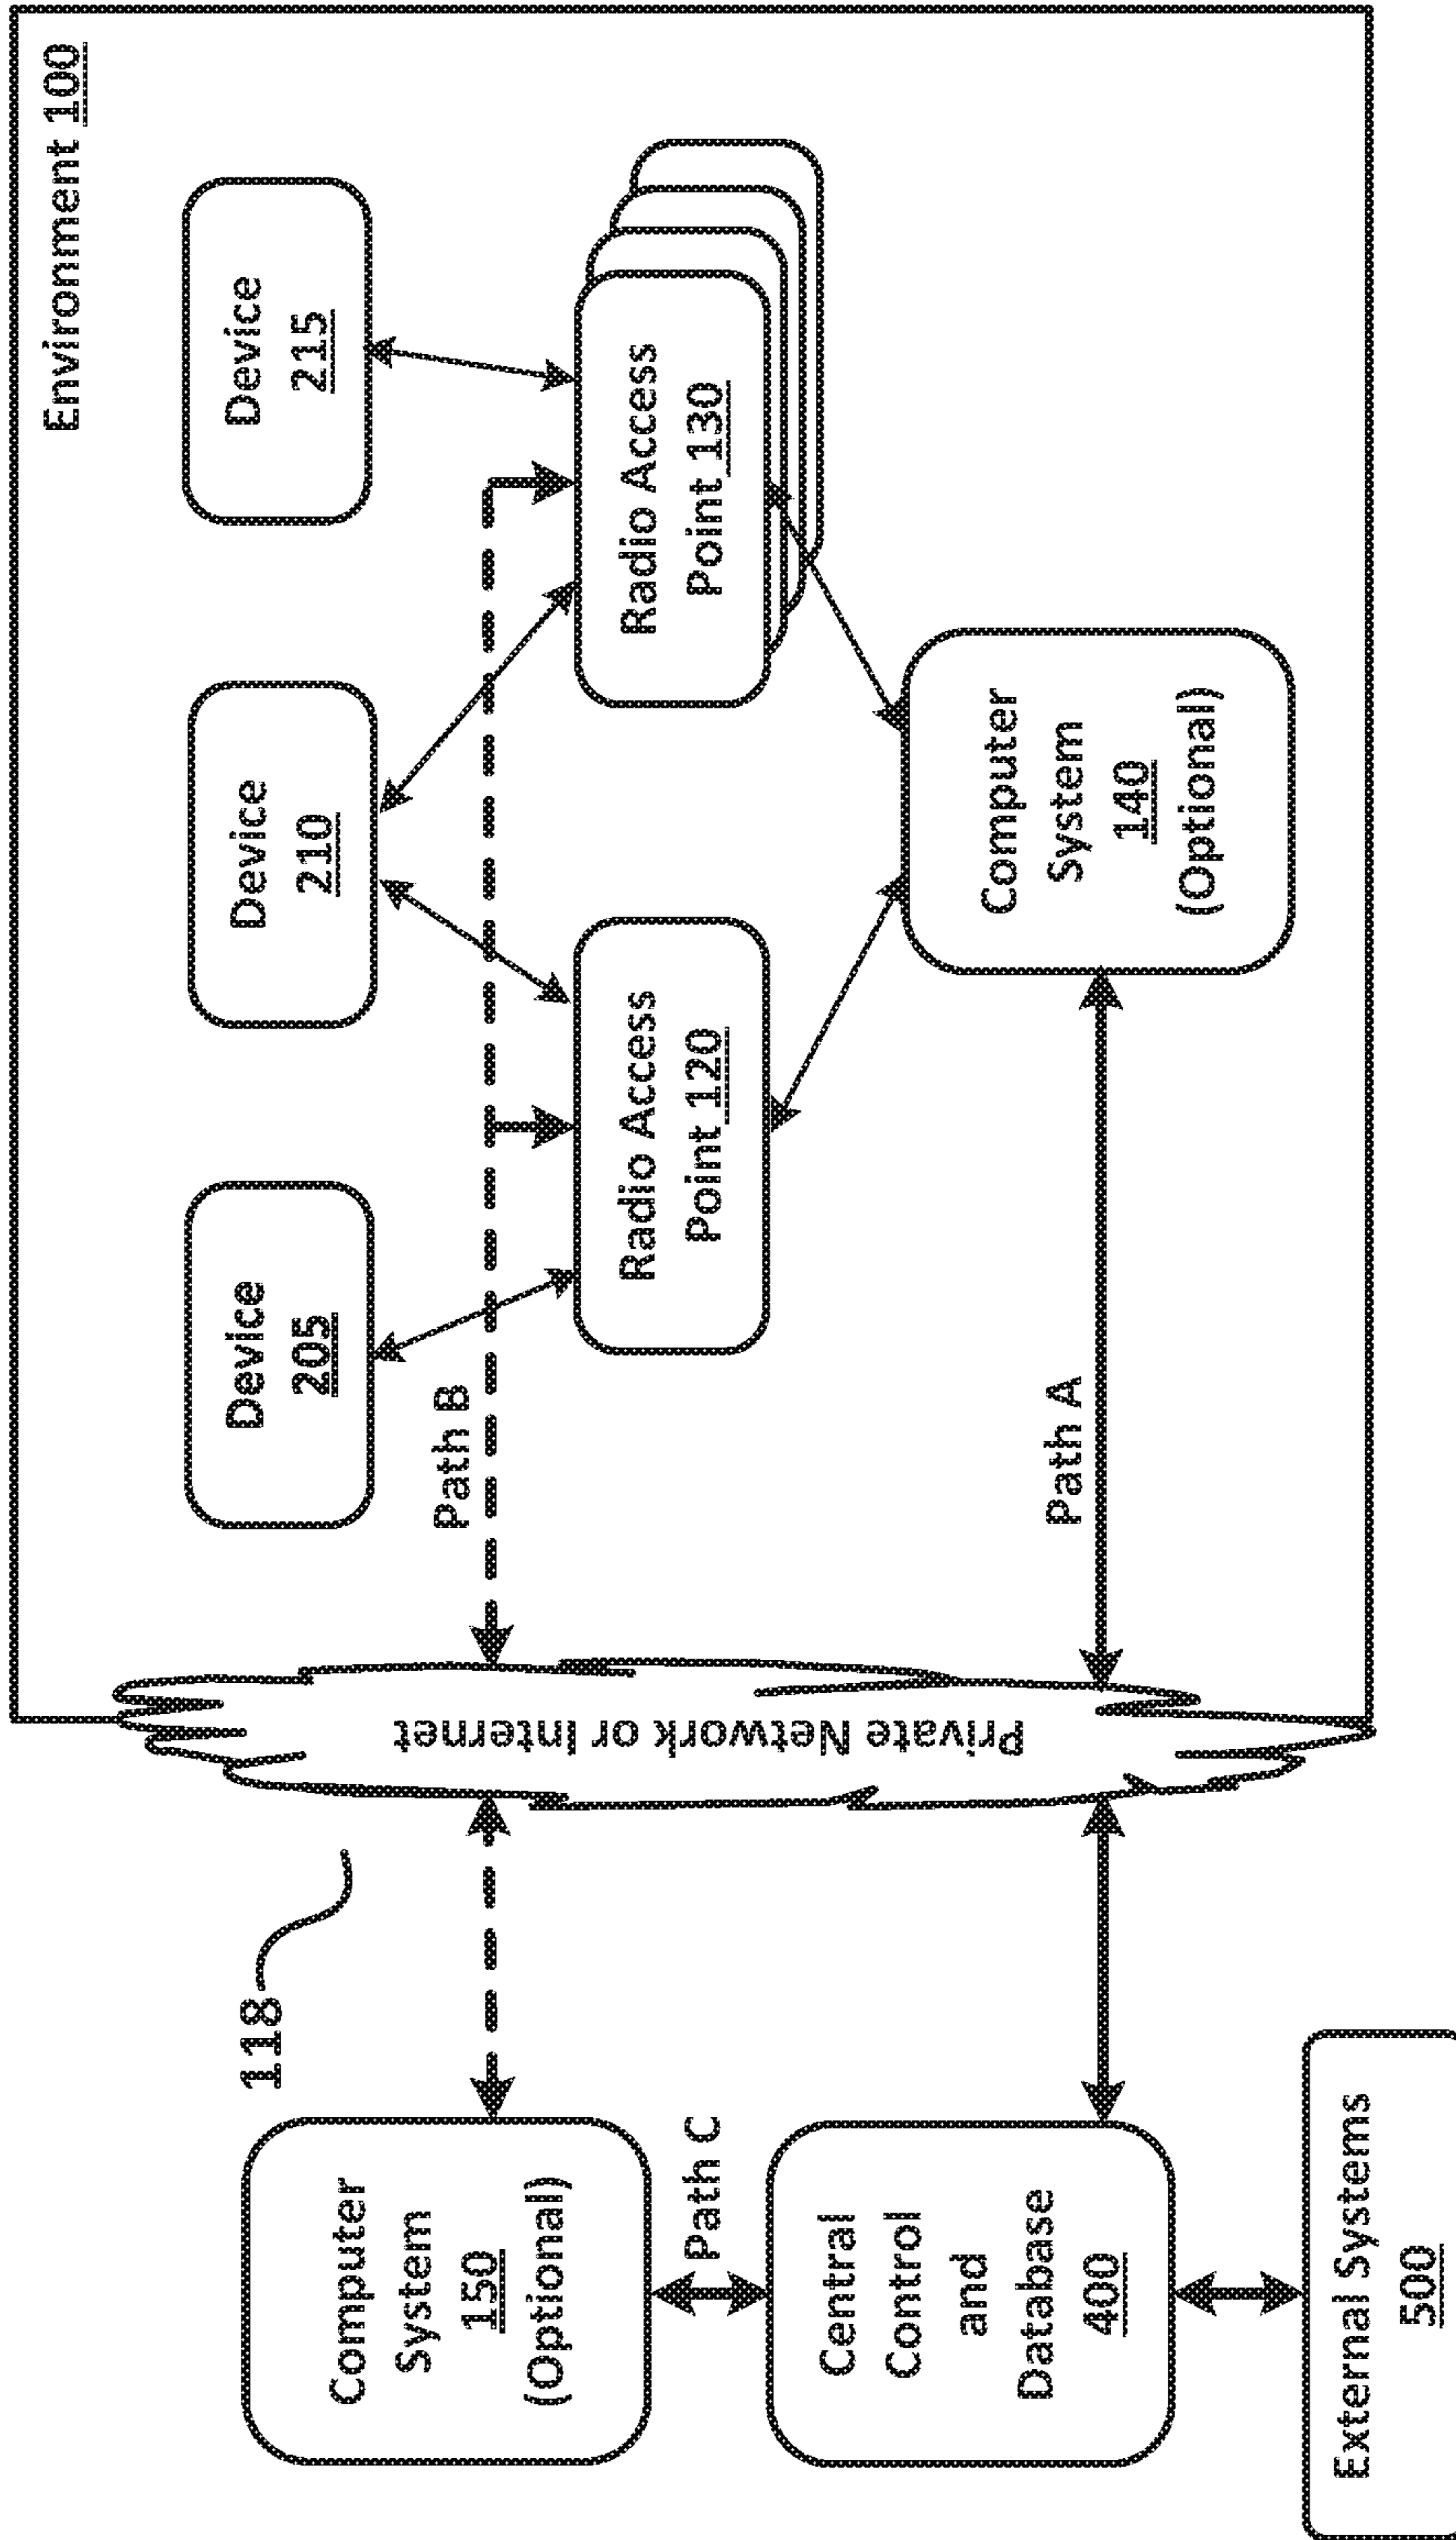 Environment 100
Device
205
Device
210
Device
215
118
Path B
Radio Access
Point 120
Radio Access
Point 130
Private Network or Internet
Computer
System
150
(Optional)
Path C
Central
Control
and
Database
400
Path A
Computer
System
140
(Optional)
External Systems
500